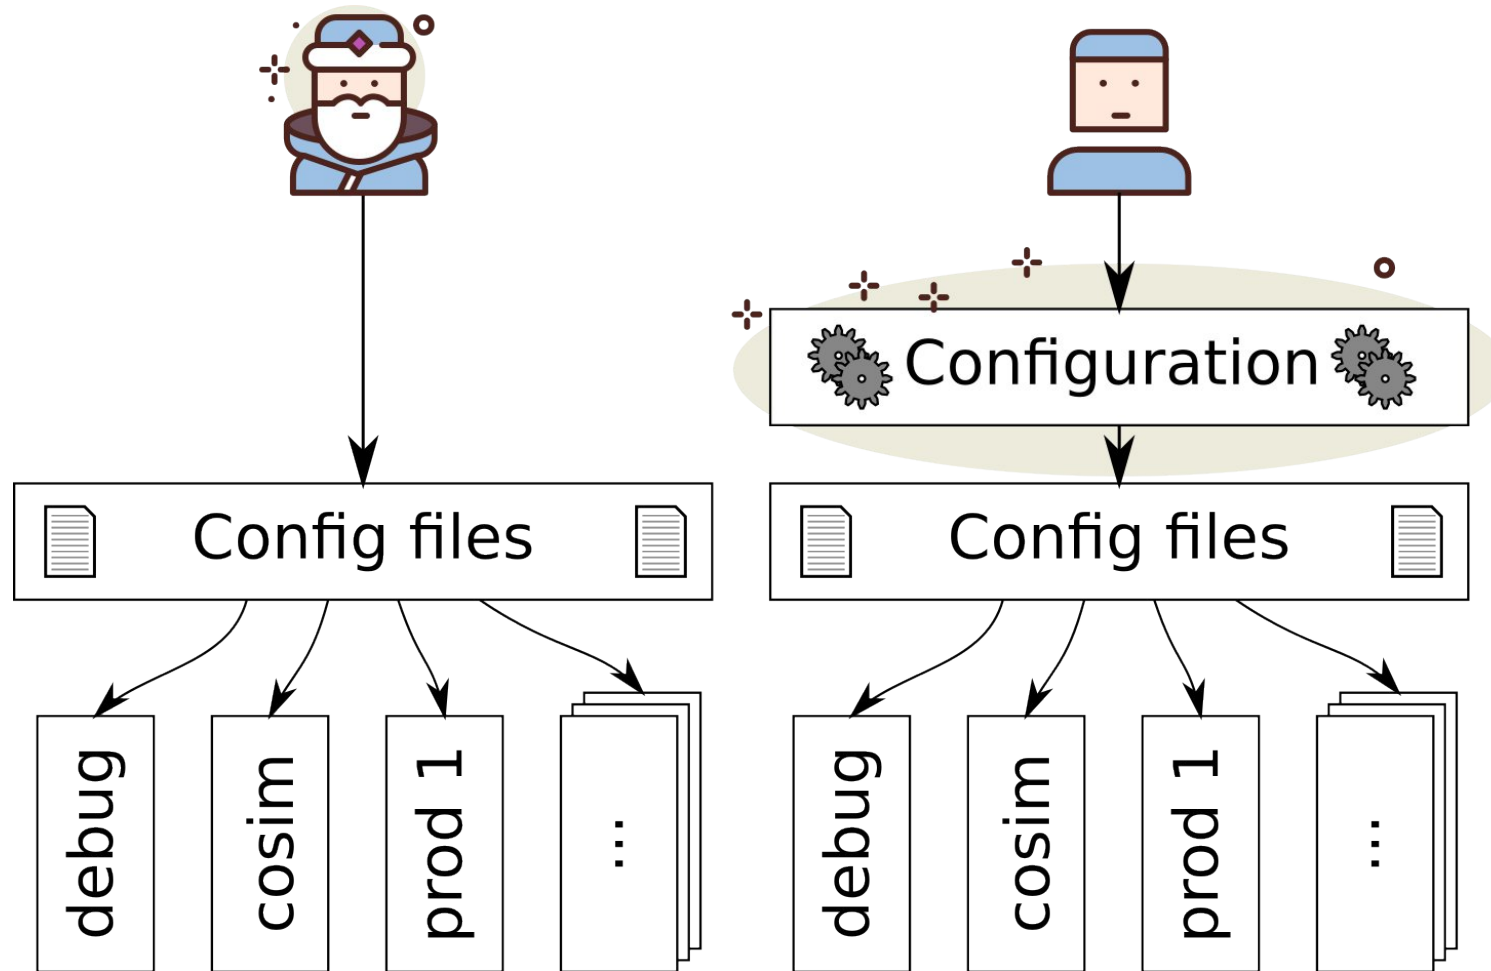 Configuration
Config files
Config files
debug
cosim
prod 1
...
debug
cosim
prod 1
...